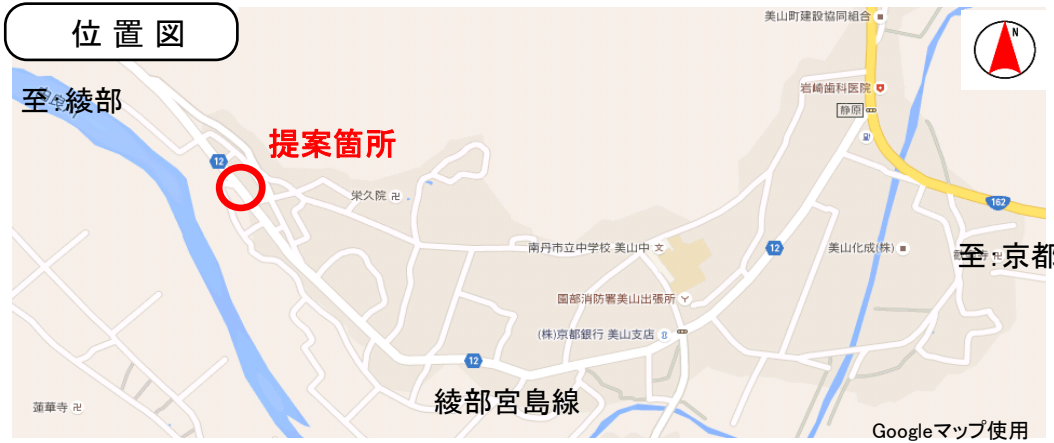 位置図
美山町建設協同組合
N
至:綾部
岩崎歯科医院
静原
提案箇所
12
栄久院
162
南丹市立中学校 美山中
12
美山化成(株)
至:京都
園部消防署美山出張所
(株)京都銀行 美山支店
12
綾部宮島線
蓮華寺
Googleマップ使用